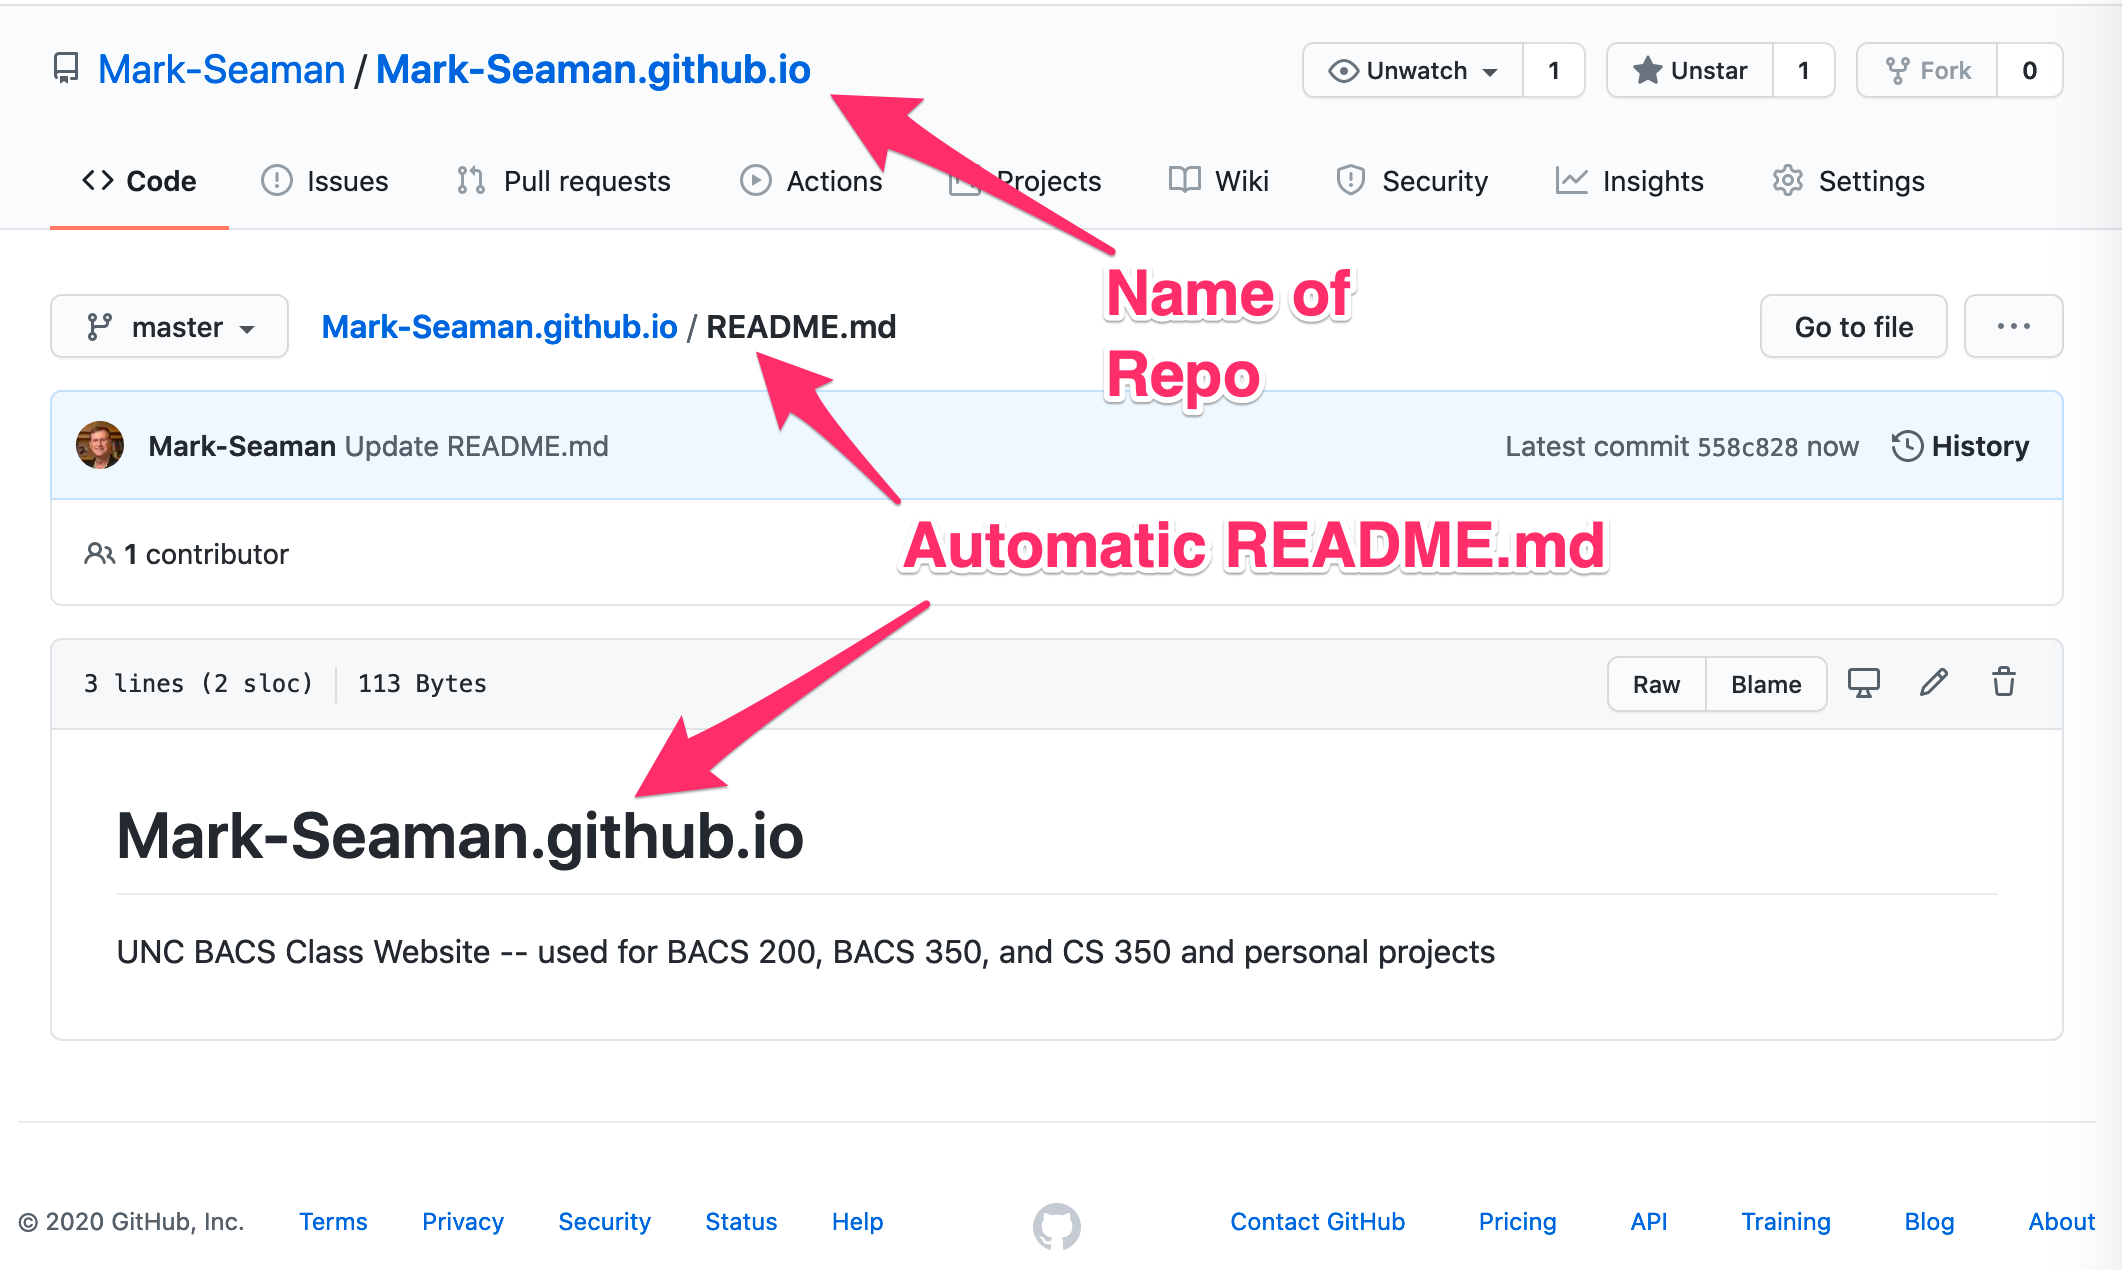 Mark-Seaman / Mark-Seaman.github.io
Unwatch 1
Unstar 1
Fork 0
Code
Issues
Pull requests
Actions
Projects
Wiki
Security
Insights
Settings
Name of
Repo
master
Mark-Seaman.github.io / README.md
Go to file
...
Mark-Seaman Update README.md
Latest commit 558c828 now
History
Automatic README.md
1 contributor
3 lines (2 sloc)
113 Bytes
Raw
Blame
Mark-Seaman.github.io
UNC BACS Class Website -- used for BACS 200, BACS 350, and CS 350 and personal projects
© 2020 GitHub, Inc.
Terms
Privacy
Security
Status
Help
Contact GitHub
Pricing
API
Training
Blog
About